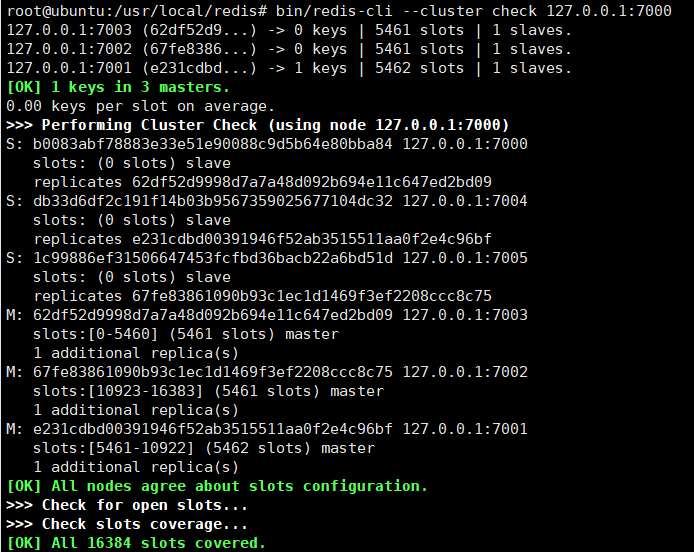 root@ubuntu:/usr/local/redis# bin/redis-cli --cluster check 127.0.0.1:7000
127.0.0.1:7003 (62df52d9...) -> 0 keys | 5461 slots | 1 slaves.
127.0.0.1:7002 (67fe8386...) -> 0 keys | 5461 slots | 1 slaves.
127.0.0.1:7001 (e231cdbd...) -> 1 keys | 5462 slots | 1 slaves.
[OK] 1 keys in 3 masters.
0.00 keys per slot on average.
>>> Performing Cluster Check (using node 127.0.0.1:7000)
S: b0083abf78883e33e51e90088c9d5b64e80bba84 127.0.0.1:7000
   slots: (0 slots) slave
   replicates 62df52d9998d7a7a48d092b694e11c647ed2bd09
S: db33d6df2c191f14b03b9567359025677104dc32 127.0.0.1:7004
   slots: (0 slots) slave
   replicates e231cdbd00391946f52ab3515511aa0f2e4c96bf
S: 1c99886ef31506647453fcfbd36bacb22a6bd51d 127.0.0.1:7005
   slots: (0 slots) slave
   replicates 67fe83861090b93c1ec1d1469f3ef2208ccc8c75
M: 62df52d9998d7a7a48d092b694e11c647ed2bd09 127.0.0.1:7003
   slots:[0-5460] (5461 slots) master
   1 additional replica(s)
M: 67fe83861090b93c1ec1d1469f3ef2208ccc8c75 127.0.0.1:7002
   slots:[10923-16383] (5461 slots) master
   1 additional replica(s)
M: e231cdbd00391946f52ab3515511aa0f2e4c96bf 127.0.0.1:7001
   slots:[5461-10922] (5462 slots) master
   1 additional replica(s)
[OK] All nodes agree about slots configuration.
>>> Check for open slots...
>>> Check slots coverage...
[OK] All 16384 slots covered.